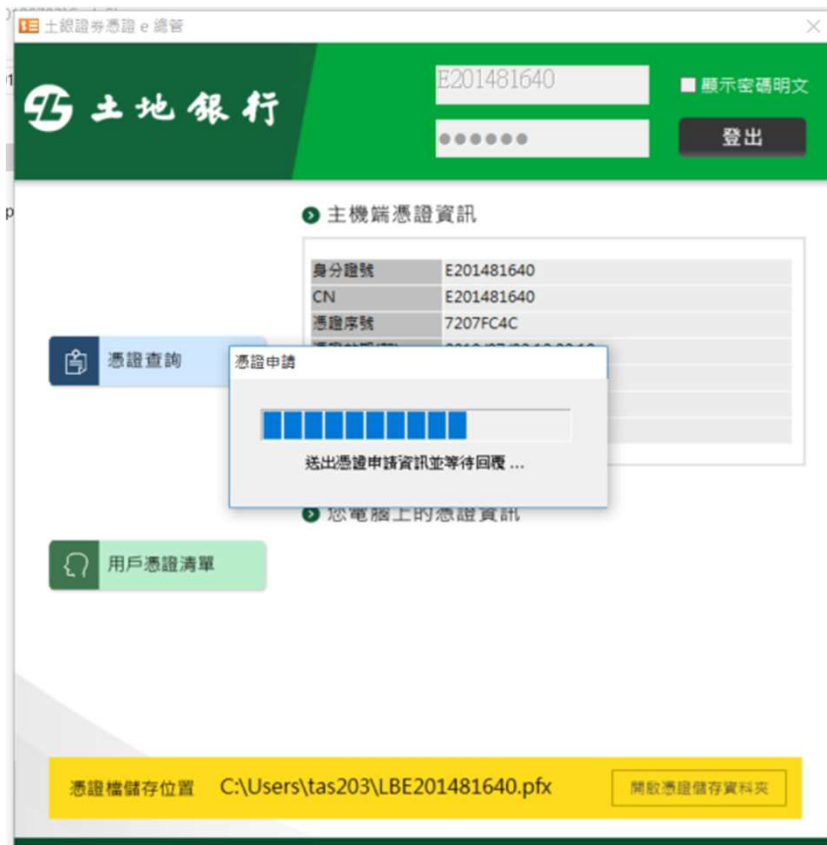 土銀證券憑證 e 總管
土地銀行
E201481640
顯示密碼明文
●●●●●●
登出
主機端憑證資訊
身分證號 E201481640
CN E201481640
憑證序號 7207FC4C
憑證查詢
憑證申請
送出憑證申請資訊並等待回覆 ...
您電腦上的憑證資訊
用戶憑證清單
憑證檔儲存位置 C:\Users\tas203\LBE201481640.pfx 開啟憑證儲存資料夾